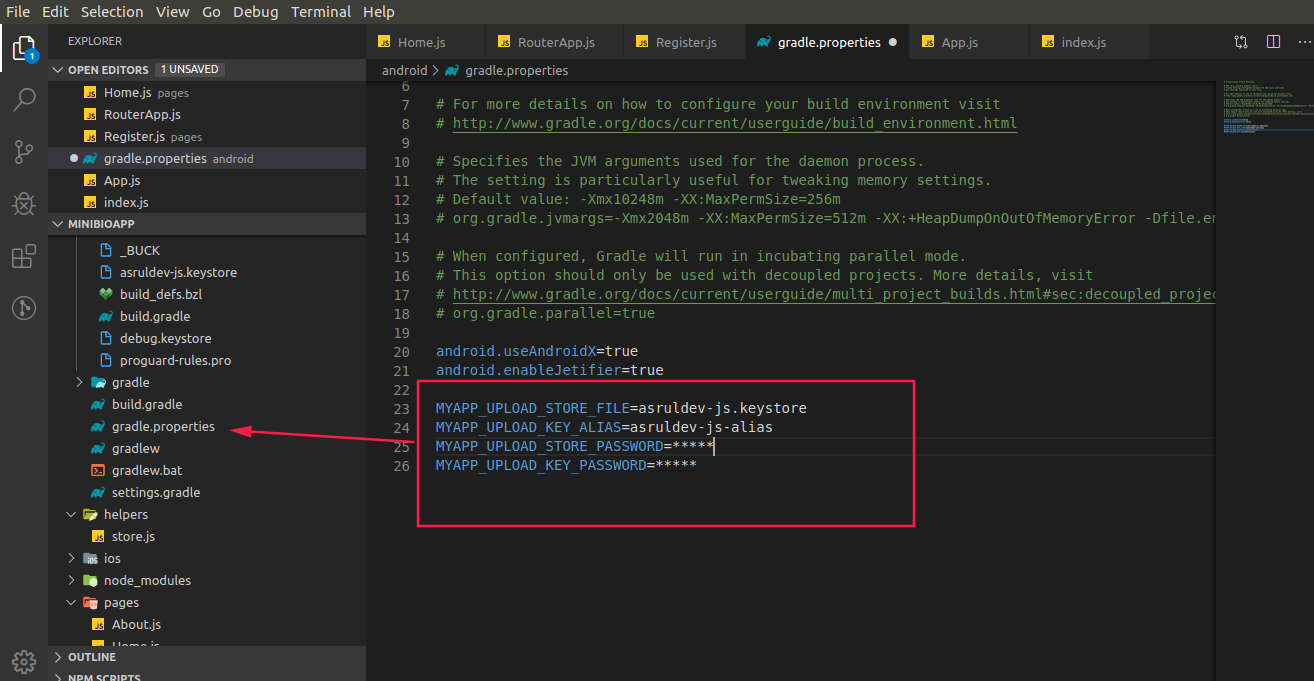 File Edit Selection View Go Debug Terminal Help
EXPLORER
OPEN EDITORS 1 UNSAVED
Home.js pages
RouterApp.js
Register.js pages
gradle.properties android
App.js
index.js
MINIBIOAPP
_BUCK
asruldev-js.keystore
build_defs.bzl
build.gradle
debug.keystore
proguard-rules.pro
gradle
build.gradle
gradle.properties
gradlew
gradlew.bat
settings.gradle
helpers
store.js
ios
node_modules
pages
About.js
Home.js
OUTLINE
NPM SCRIPTS
1
Home.js RouterApp.js Register.js gradle.properties App.js index.js
android > gradle.properties
6
7 # For more details on how to configure your build environment visit
8 # http://www.gradle.org/docs/current/userguide/build_environment.html
9
10 # Specifies the JVM arguments used for the daemon process.
11 # The setting is particularly useful for tweaking memory settings.
12 # Default value: -Xmx10248m -XX:MaxPermSize=256m
13 # org.gradle.jvmargs=-Xmx2048m -XX:MaxPermSize=512m -XX:+HeapDumpOnOutOfMemoryError -Dfile.en
14
15 # When configured, Gradle will run in incubating parallel mode.
16 # This option should only be used with decoupled projects. More details, visit
17 # http://www.gradle.org/docs/current/userguide/multi_project_builds.html#sec:decoupled_projec
18 # org.gradle.parallel=true
19
20 android.useAndroidX=true
21 android.enableJetifier=true
22
23 MYAPP_UPLOAD_STORE_FILE=asruldev-js.keystore
24 MYAPP_UPLOAD_KEY_ALIAS=asruldev-js-alias
25 MYAPP_UPLOAD_STORE_PASSWORD=*****
26 MYAPP_UPLOAD_KEY_PASSWORD=*****